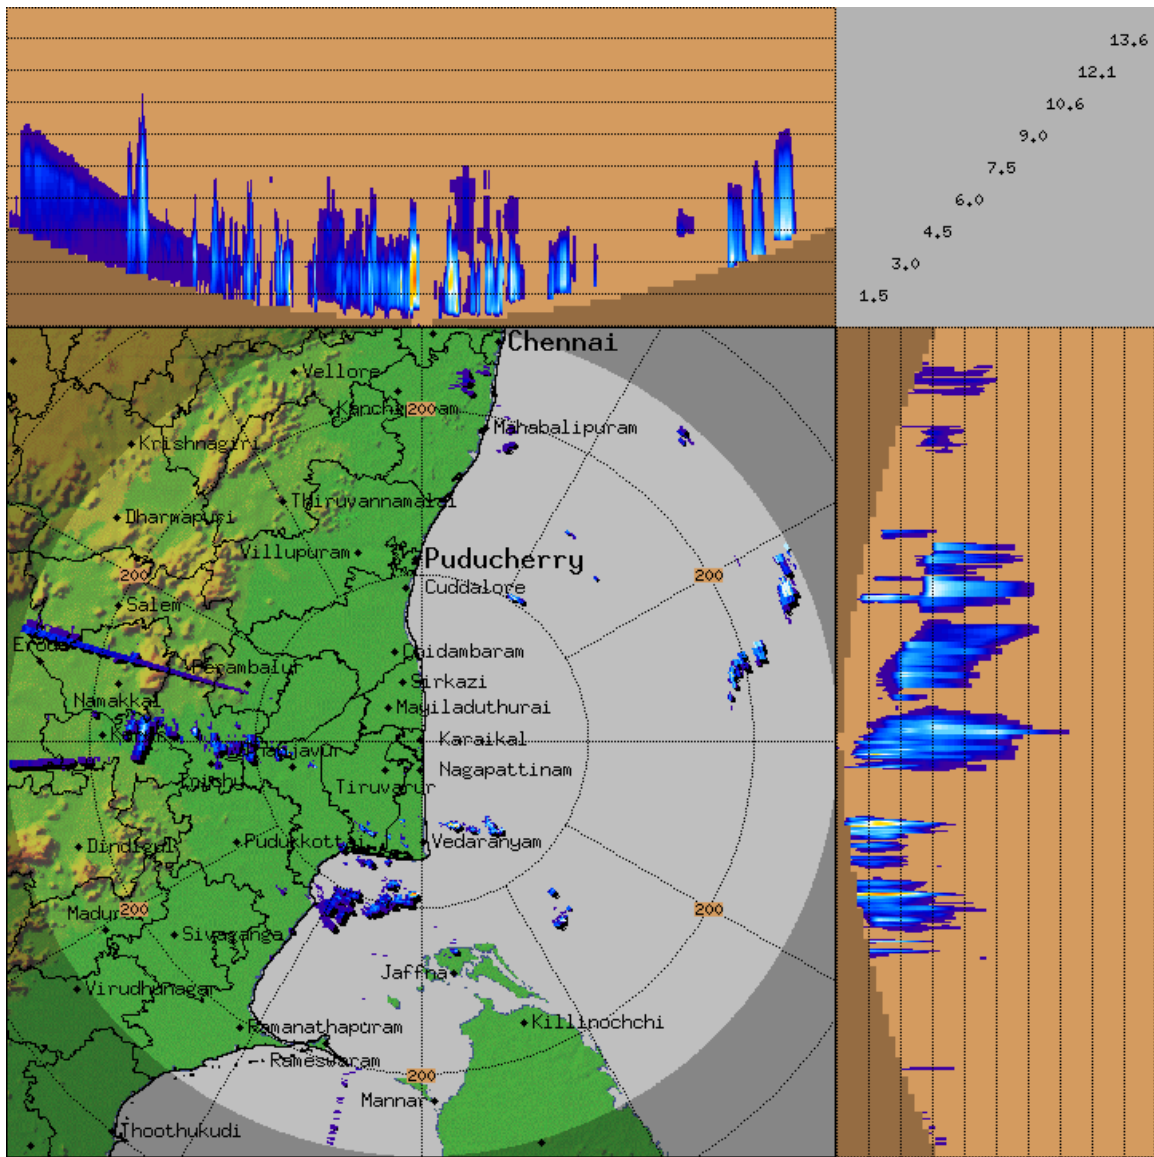 13.6
12.1
10.6
9.0
7.5
6.0
4.5
3.0
1.5
Chennai
Vellore
200
Mahabalipuram
Krishnagiri
Thiruvannamalai
Dharmapuri
Villupuram
Puducherry
200
200
Cuddalore
Salem
Chidambaram
Perambalur
Sirkazi
Namakkal
Mayiladuthurai
Karaikal
Nagapattinam
Tiruvarur
Pudukkottai
Vedaranyam
Dindigul
200
200
Sivaganga
Jaffna
Virudhunagar
Killinochchi
Ramanathapuram
Rameswaram
200
Mannar
Thoothukudi